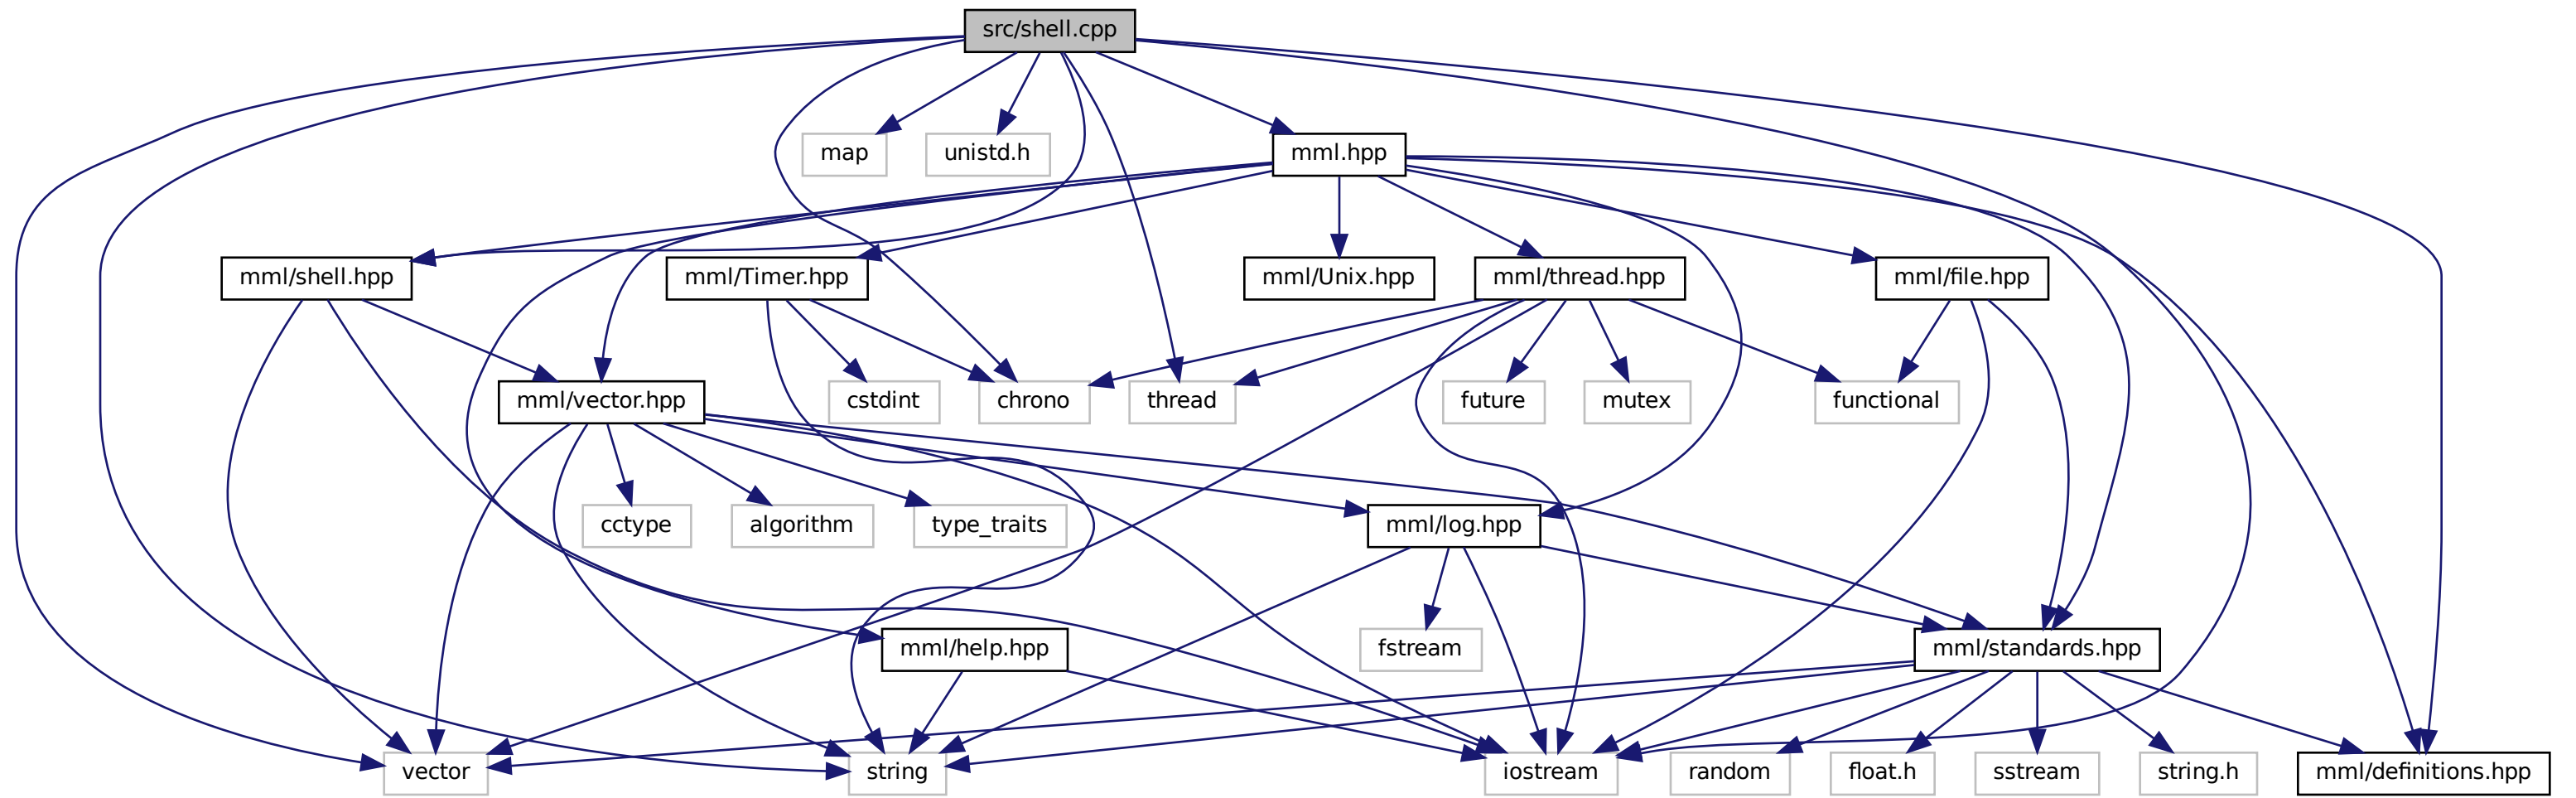 src/shell.cpp
map
unistd.h
mml.hpp
mml/shell.hpp
mml/Timer.hpp
mml/Unix.hpp
mml/thread.hpp
mml/file.hpp
mml/vector.hpp
cstdint
chrono
thread
future
mutex
functional
cctype
algorithm
type_traits
mml/log.hpp
mml/help.hpp
fstream
mml/standards.hpp
vector
string
iostream
random
float.h
sstream
string.h
mml/definitions.hpp